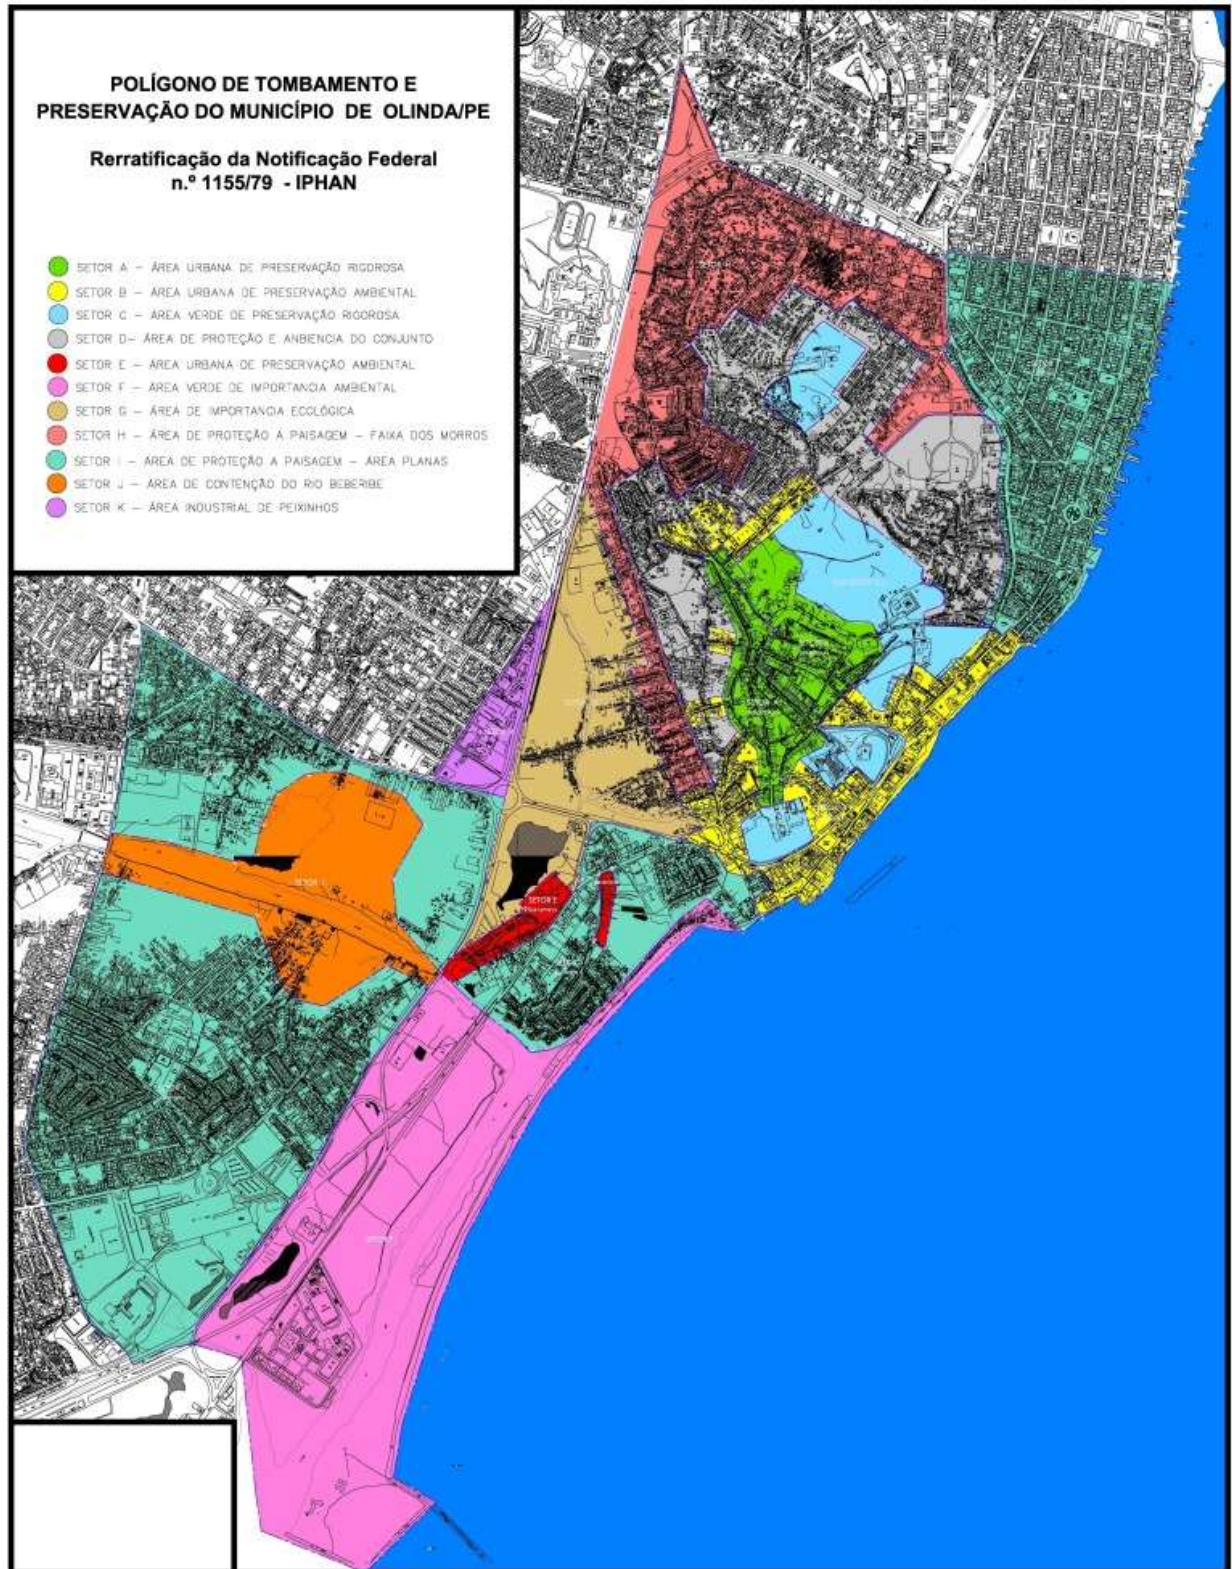 POLÍGONO DE TOMBAMENTO E
PRESERVAÇÃO DO MUNICÍPIO DE OLINDA/PE
Rerratificação da Notificação Federal
n.º 1155/79 - IPHAN
SETOR A – ÁREA URBANA DE PRESERVAÇÃO RIGOROSA
SETOR B – ÁREA URBANA DE PRESERVAÇÃO AMBIENTAL
SETOR C – ÁREA VERDE DE PRESERVAÇÃO RIGOROSA
SETOR D– ÁREA DE PROTEÇÃO E ANBIENCIA DO CONJUNTO
SETOR E – ÁREA URBANA DE PRESERVAÇÃO AMBIENTAL
SETOR F – ÁREA VERDE DE IMPORTANCIA AMBIENTAL
SETOR G – ÁREA DE IMPORTANCIA ECOLÓGICA
SETOR H – ÁREA DE PROTEÇÃO A PAISAGEM – FAIXA DOS MORROS
SETOR I – ÁREA DE PROTEÇÃO A PAISAGEM – ÁREA PLANAS
SETOR J – ÁREA DE CONTENÇÃO DO RIO BEBERIBE
SETOR K – ÁREA INDUSTRIAL DE PEIXINHOS
SETOR A
SETOR E